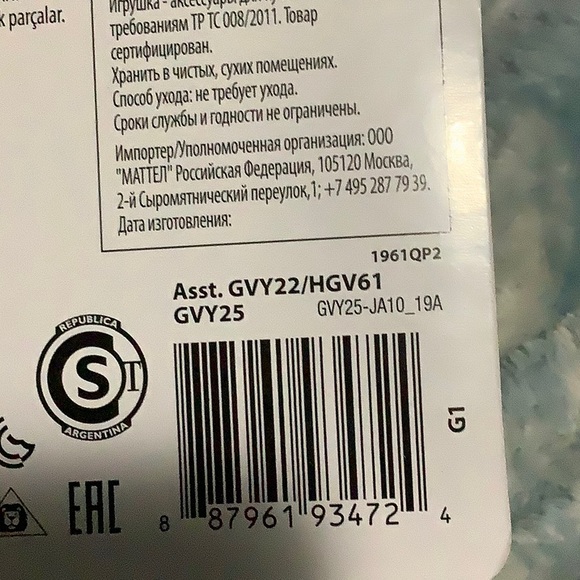 k parçalar.
игрушка - аксессуары
требованиям ТР ТС 008/2011. Товар
сертифицирован.
Хранить в чистых, сухих помещениях.
Способ ухода: не требует ухода.
Сроки службы и годности не ограничены.
Импортер/Уполномоченная организация: ООО
"МАТТЕЛ" Российская Федерация, 105120 Москва,
2-й Сыромятнический переулок,1; +7 495 287 79 39.
Дата изготовления:
1961QP2
Asst. GVY22/HGV61
GVY25 GVY25-JA10_19A
REPUBLICA
S T
ARGENTINA
G1
EAC
8 87961 93472 4